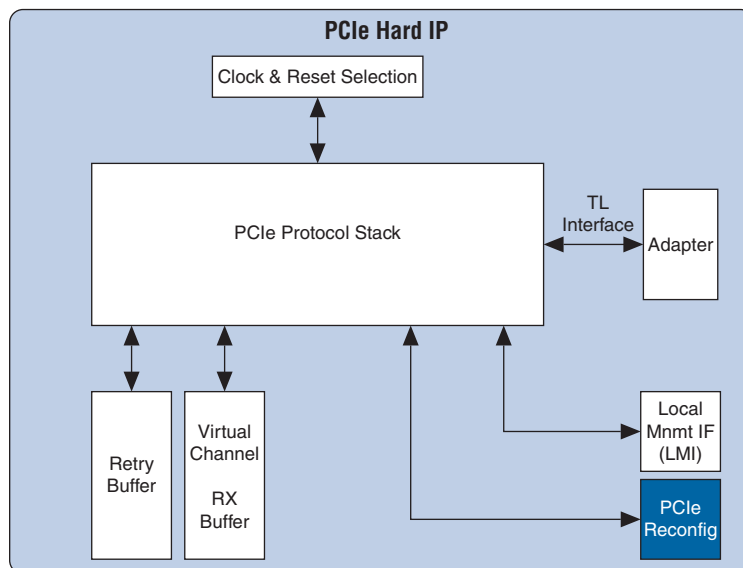 PCIe Hard IP
Clock & Reset Selection
PCIe Protocol Stack
TL
Interface
Adapter
Retry
Buffer
Virtual
Channel
RX
Buffer
Local
Mnmt IF
(LMI)
PCIe
Reconfig